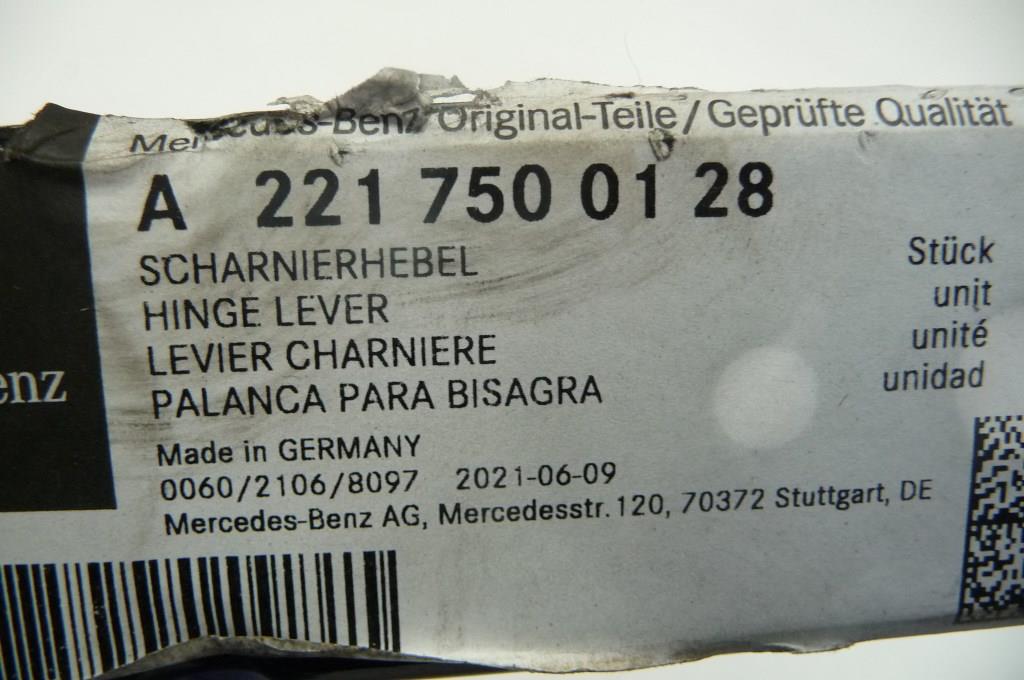 Mercedes-Benz Original-Teile/Geprüfte Qualität
A 221 750 01 28
SCHARNIERHEBEL
HINGE LEVER
LEVIER CHARNIERE
PALANCA PARA BISAGRA
Stück
unit
unité
unidad
enz
Made in GERMANY
0060/2106/8097 2021-06-09
Mercedes-Benz AG, Mercedesstr. 120, 70372 Stuttgart, DE